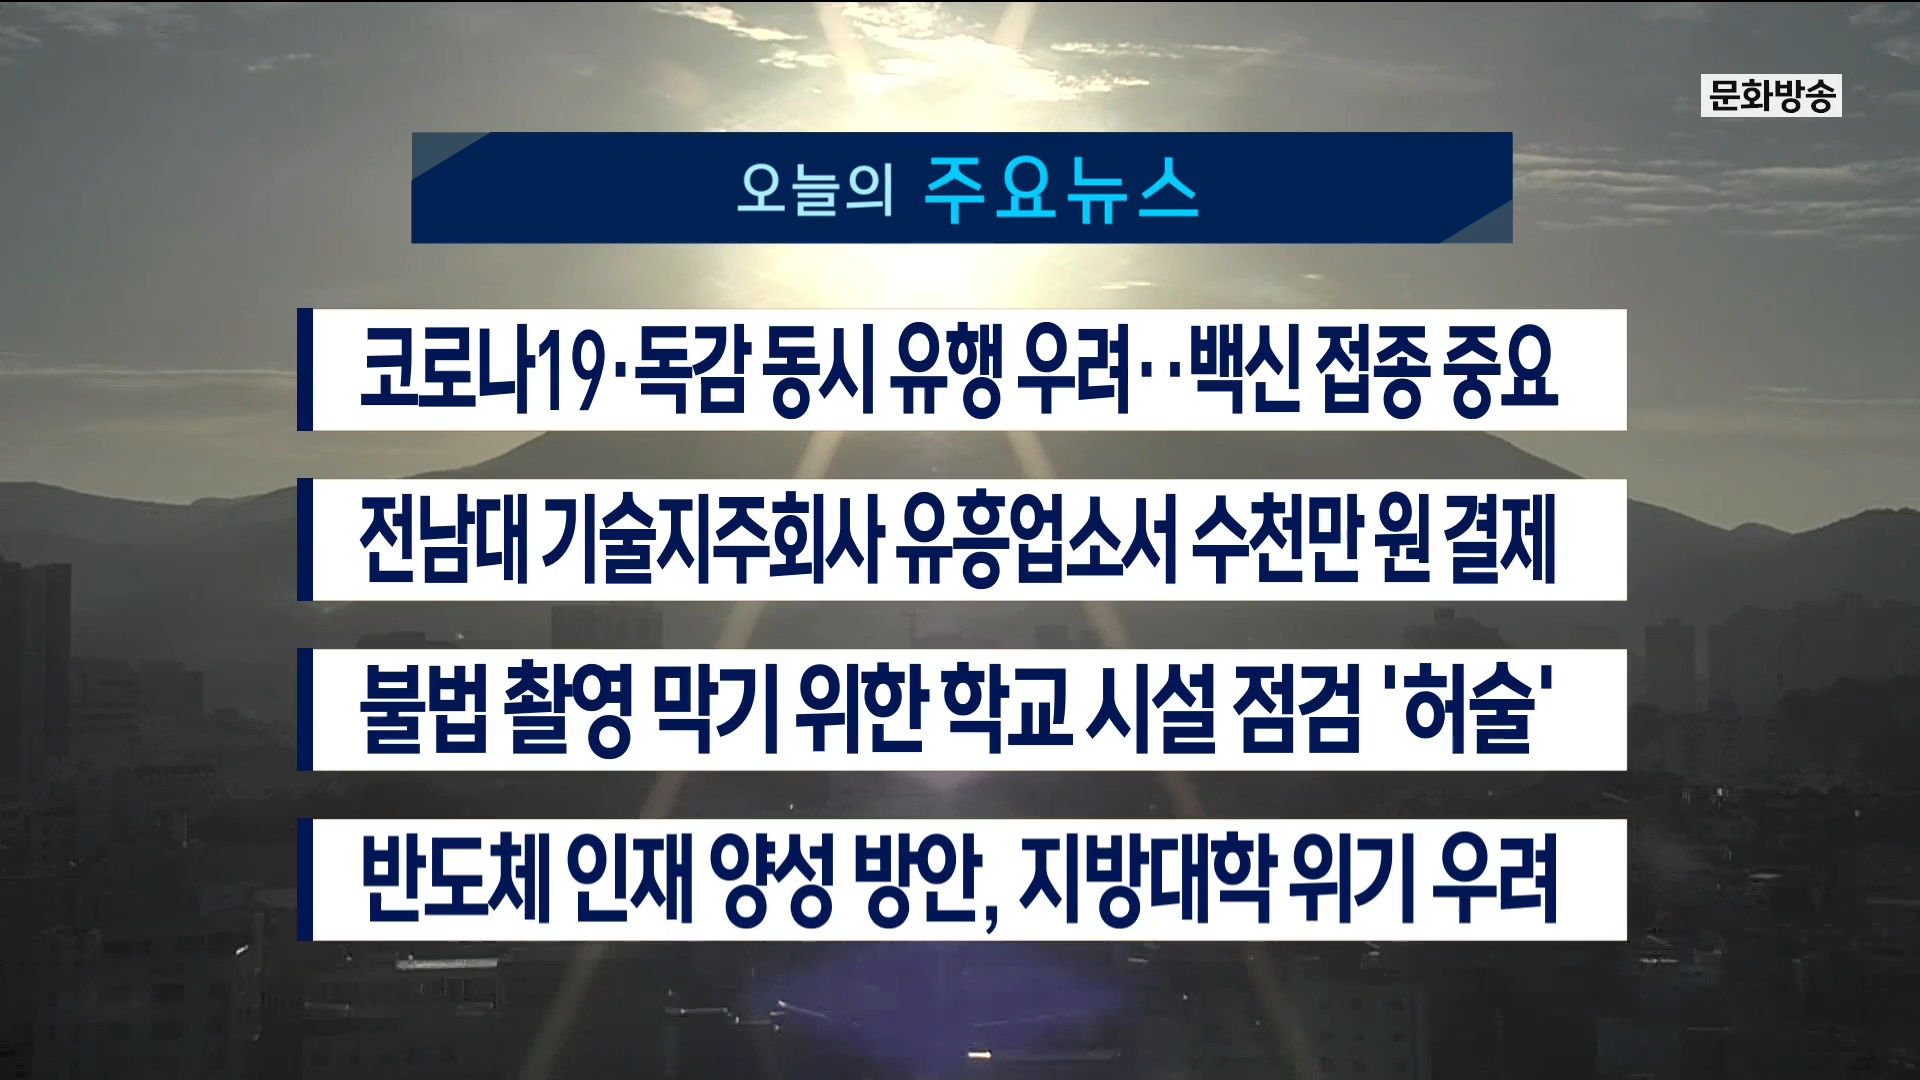 문화방송
오늘의 주요뉴스
코로나19·독감 동시 유행 우려··백신 접종 중요
전남대 기술지주회사 유흥업소서 수천만 원 결제
불법 촬영 막기 위한 학교 시설 점검 '허술'
반도체 인재 양성 방안, 지방대학 위기 우려